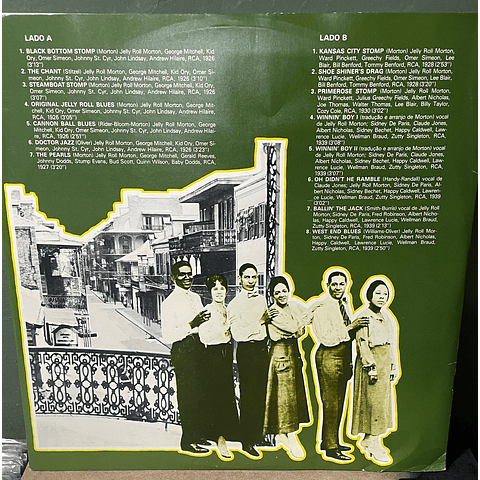 LADO A
1. BLACK BOTTOM STOMP (Morton) Jelly Roll Morton, George Mitchell, Kid
Ory, Omer Simeon, Johnny St. Cyr, John Lindsay, Andrew Hilaire, RCA, 1926
(3'13")
2. THE CHANT (Stitzel) Jelly Roll Morton, George Mitchell, Kid Ory, Omer Si-
meon, Johnny St. Cyr, John Lindsay, Andrew Hilaire, RCA, 1926 (3'10")
3. STEAMBOAT STOMP (Morton) Jelly Roll Morton, George Mitchell, Kid Ory,
Omer Simeon, Johnny St. Cyr, John Lindsay, Andrew Hilaire, RCA, 1926
(3'07")
4. ORIGINAL JELLY ROLL BLUES (Morton) Jelly Roll Morton, George Mit-
chell, Kid Ory, Omer Simeon, Johnny St. Cyr, John Lindsay, Andrew Hilaire,
RCA, 1926 (3'05")
5. CANNON BALL BLUES (Rider-Bloom-Morton) Jelly Roll Morton, George
Mitchell, Kid Ory, Omer Simeon, Johnny St. Cyr, John Lindsay, Andrew Hilai-
re, RCA, 1926
6. DOCTOR JAZZ (Oliver) Jelly Roll Morton, George Mitchell, Kid Ory, Omer Si-
meon, Johnny St. Cyr, John Lindsay, Andrew Hilaire, RCA, 1926
7. THE PEARLS (Morton) Jelly Roll Morton, George Mitchell, Gerald Reeves,
Johnny Dodds, Stump Evans, Bud Scott, Quinn Wilson, Baby Dodds, RCA,
1927 (3'20")
LADO B
1. KANSAS CITY STOMP (Morton) Jelly Roll Morton,
Ward Pinckett, Geechy Fields, Omer Simeon, Lee
Blair, Bill Benford, Tommy Benford, RCA, 1928 (2'53")
2. SHOE SHINER'S DRAG (Morton) Jelly Roll Morton,
Ward Pinckett, Geechy Fields, Omer Simeon, Lee Blair,
Bill Benford, Tommy Benford, RCA, 1928
3. PRIMEROSE STOMP (Morton) Jelly Roll Morton,
Ward Pinckett, Julius Geechy Fields, Albert Nicholas,
Joe Thomas, Walter Thomas, Lee Blair, Billy Taylor,
Cozy Cole, RCA, 1930 (3'02")
4. WINNIN' BOY I (tradução e arranjo de Morton) vocal
de Jelly Roll Morton; Sidney De Paris, Claude Jones,
Albert Nicholas, Sidney Bechet, Happy Caldwell, Law-
rence Lucie, Wellman Braud, Zutty Singleton, RCA,
1939 (3'08")
5. WINNIN' BOY II (tradução e arranjo de Morton) vocal
de Jelly Roll Morton; Sidney De Paris, Claude Jones,
Albert Nicholas, Sidney Bechet, Happy Caldwell, Law-
rence Lucie, Wellman Braud, Zutty Singleton, RCA,
1939
6. OH DIDN'T HE RAMBLE (Handy-Randall) vocal de
Claude Jones; Jelly Roll Morton, Sidney De Paris, Al-
bert Nicholas, Sidney Bechet, Happy Caldwell, Lawren-
ce Lucie, Wellman Braud, Zutty Singleton, RCA, 1939
(3'02")
7. BALLIN' THE JACK (Smith-Burris) vocal de Jelly Roll
Morton; Sidney De Paris, Fred Robinson, Albert Nicho-
las, Happy Caldwell, Lawrence Lucie, Wellman Braud,
Zutty Singleton, RCA, 1939 (2'13")
8. WEST END BLUES (Williams-Oliver) Jelly Roll Mor-
ton, Sidney De Paris, Fred Robinson, Albert Nicholas,
Happy Caldwell, Lawrence Lucie, Wellman Braud,
Zutty Singleton, RCA, 1939 (2'50")